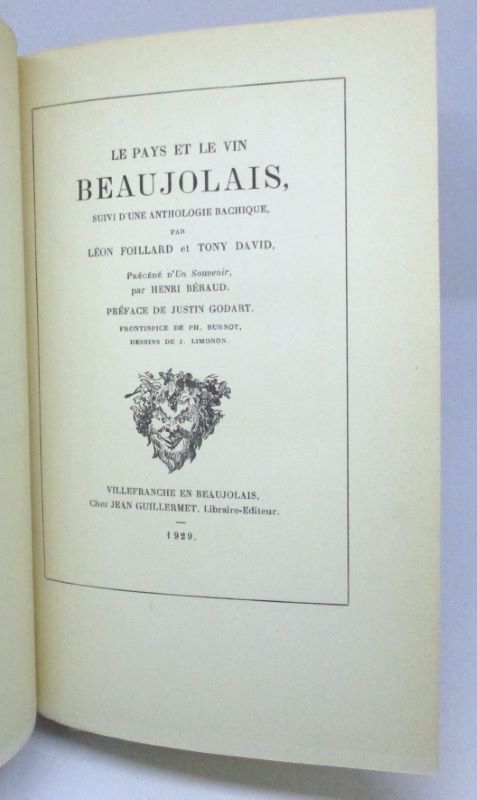 LE PAYS ET LE VIN
BEAUJOLAIS,
SUIVI D'UNE ANTHOLOGIE BACHIQUE,
PAR
LÉON FOILLARD et TONY DAVID,
PRÉCÉDÉ d'Un Souvenir,
par HENRI BÉRAUD.
PRÉFACE DE JUSTIN GODART.
FRONTISPICE DE PH. BURNOT,
DESSINS DE J. LIMONON.
VILLEFRANCHE EN BEAUJOLAIS,
Chez JEAN GUILLERMET, Libraire-Editeur.
—
1929.